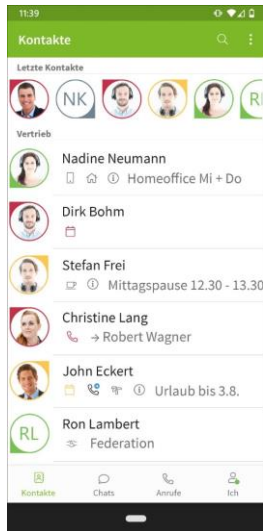 11:39
Kontakte
Letzte Kontakte
NK
R
Vertrieb
Nadine Neumann
Homeoffice Mi + Do
Dirk Bohm
Stefan Frei
Mittagspause 12.30 - 13.30
Christine Lang
→ Robert Wagner
John Eckert
Urlaub bis 3.8.
RL
Ron Lambert
Federation
Kontakte Chats Anrufe Ich